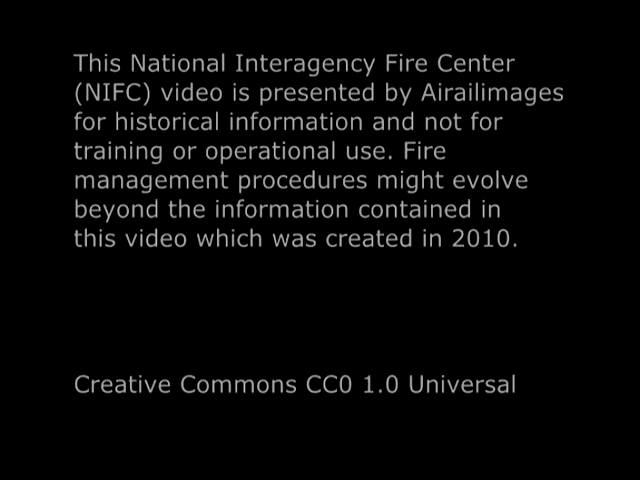 This National Interagency Fire Center
(NIFC) video is presented by Airailimages
for historical information and not for
training or operational use. Fire
management procedures might evolve
beyond the information contained in
this video which was created in 2010.
Creative Commons CC0 1.0 Universal